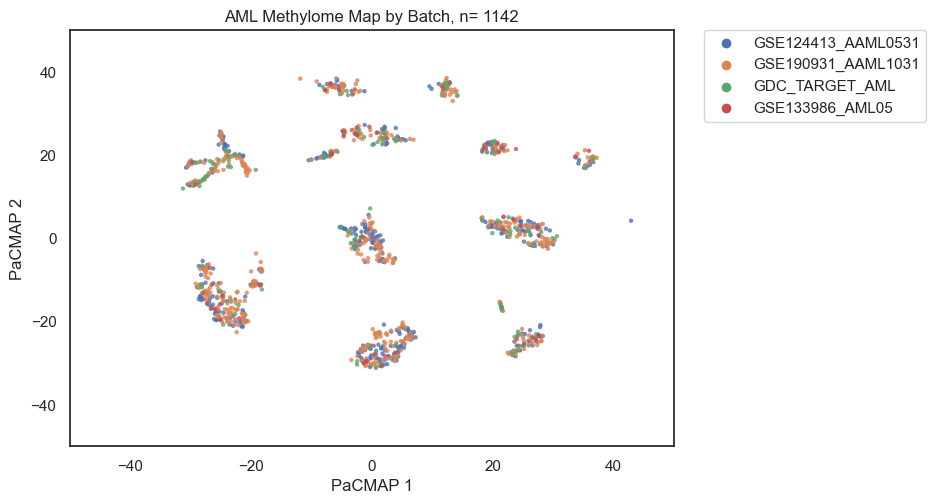 AML Methylome Map by Batch, n= 1142
GSE124413_AAML0531
GSE190931_AAML1031
GDC_TARGET_AML
GSE133986_AML05
PaCMAP 2
40
20
0
−20
−40
−40
−20
0
20
40
PaCMAP 1